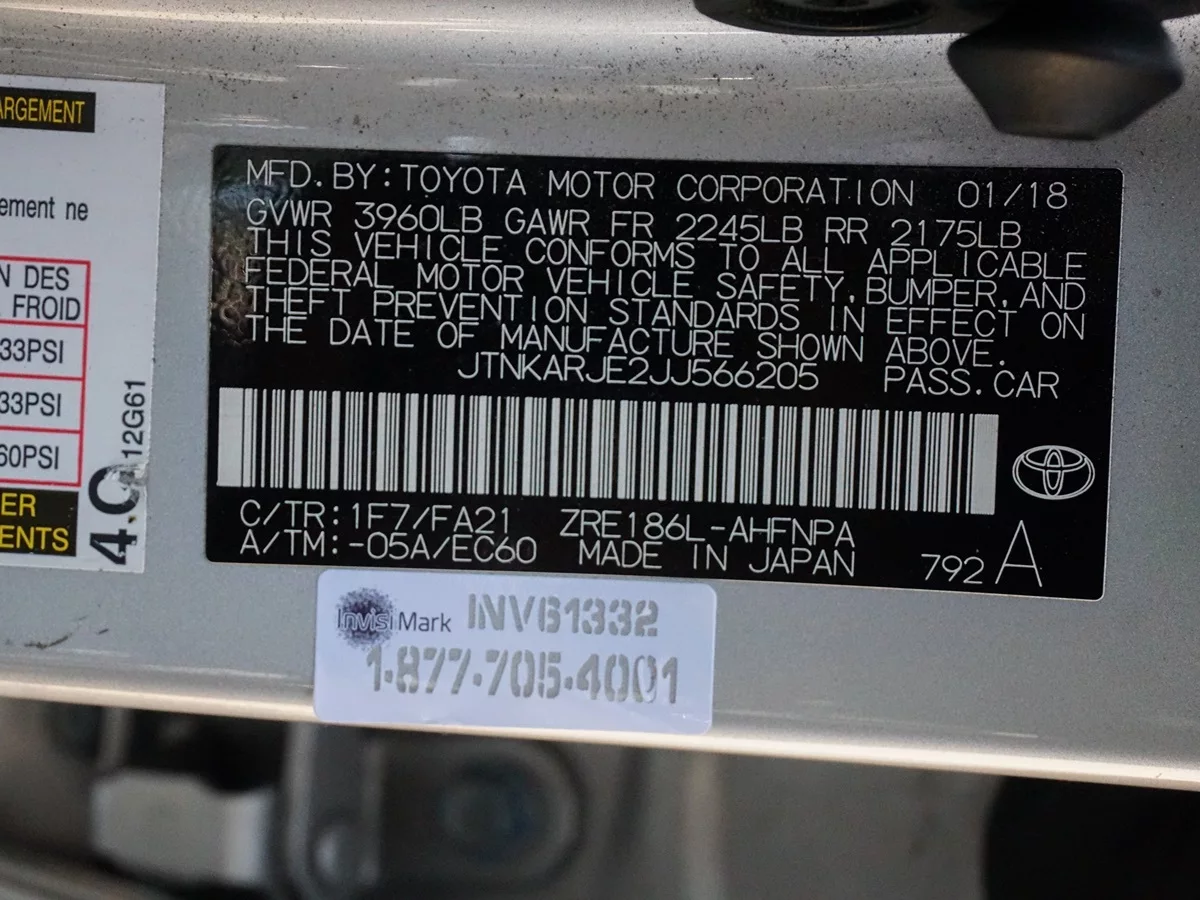 ARGEMENT
ement ne
N DES
FROID
33PSI
33PSI
60PSI
ER
ENTS
12G61
MFD. BY: TOYOTA MOTOR CORPORATION 01/18
GVWR 3960LB GAWR FR 2245LB RR 2175LB
THIS VEHICLE CONFORMS TO ALL APPLICABLE
FEDERAL MOTOR VEHICLE SAFETY, BUMPER, AND
THEFT PREVENTION STANDARDS IN EFFECT ON
THE DATE OF MANUFACTURE SHOWN ABOVE.
JTNKARJE2JJ566205 PASS. CAR
C/TR: 1F7/FA21 ZRE186L-AHFNPA
A/TM: -05A/EC60 MADE IN JAPAN 792 A
InvisiMark INV61332
1-877-705-4001